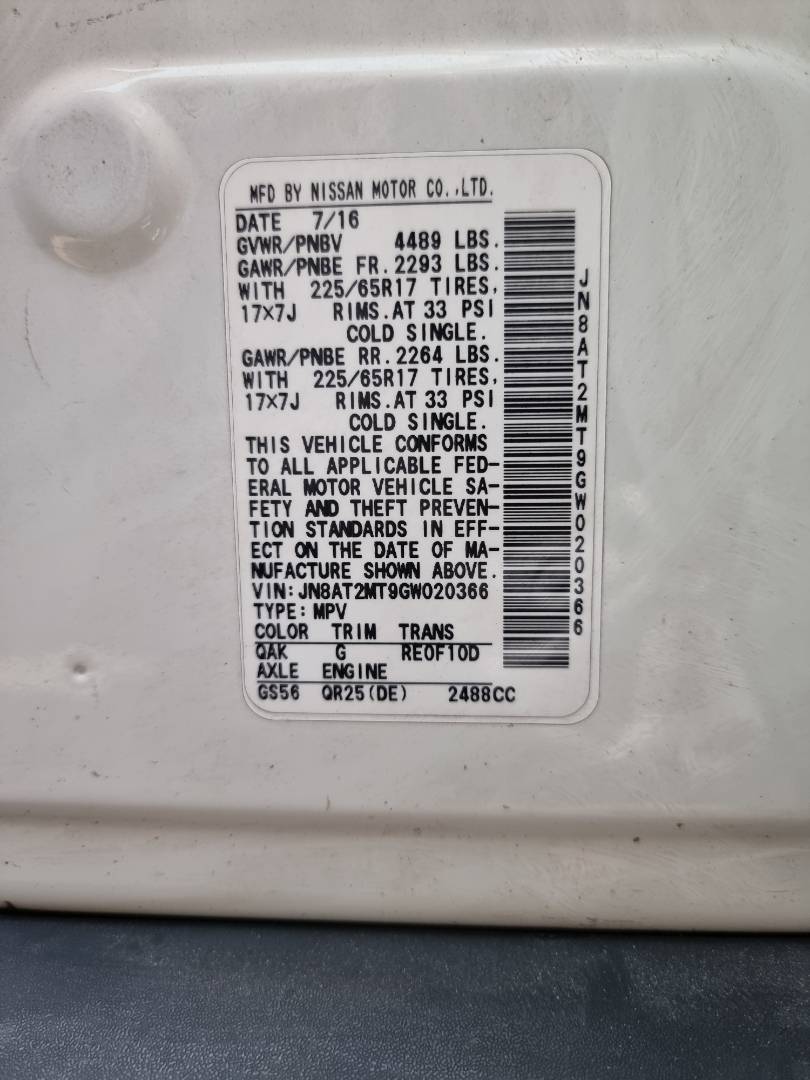 MFD BY NISSAN MOTOR CO.,LTD.
DATE 7/16
GVWR/PNBV 4489 LBS.
GAWR/PNBE FR.2293 LBS.
WITH 225/65R17 TIRES,
17×7J RIMS.AT 33 PSI
COLD SINGLE.
GAWR/PNBE RR.2264 LBS.
WITH 225/65R17 TIRES,
17×7J RIMS.AT 33 PSI
COLD SINGLE.
THIS VEHICLE CONFORMS
TO ALL APPLICABLE FED-
ERAL MOTOR VEHICLE SA-
FETY AND THEFT PREVEN-
TION STANDARDS IN EFF-
ECT ON THE DATE OF MA-
NUFACTURE SHOWN ABOVE.
VIN:JN8AT2MT9GW020366
TYPE:MPV
COLOR TRIM TRANS
QAK G RE0F10D
AXLE ENGINE
GS56 QR25(DE) 2488CC
JN8AT2MT9GW020366